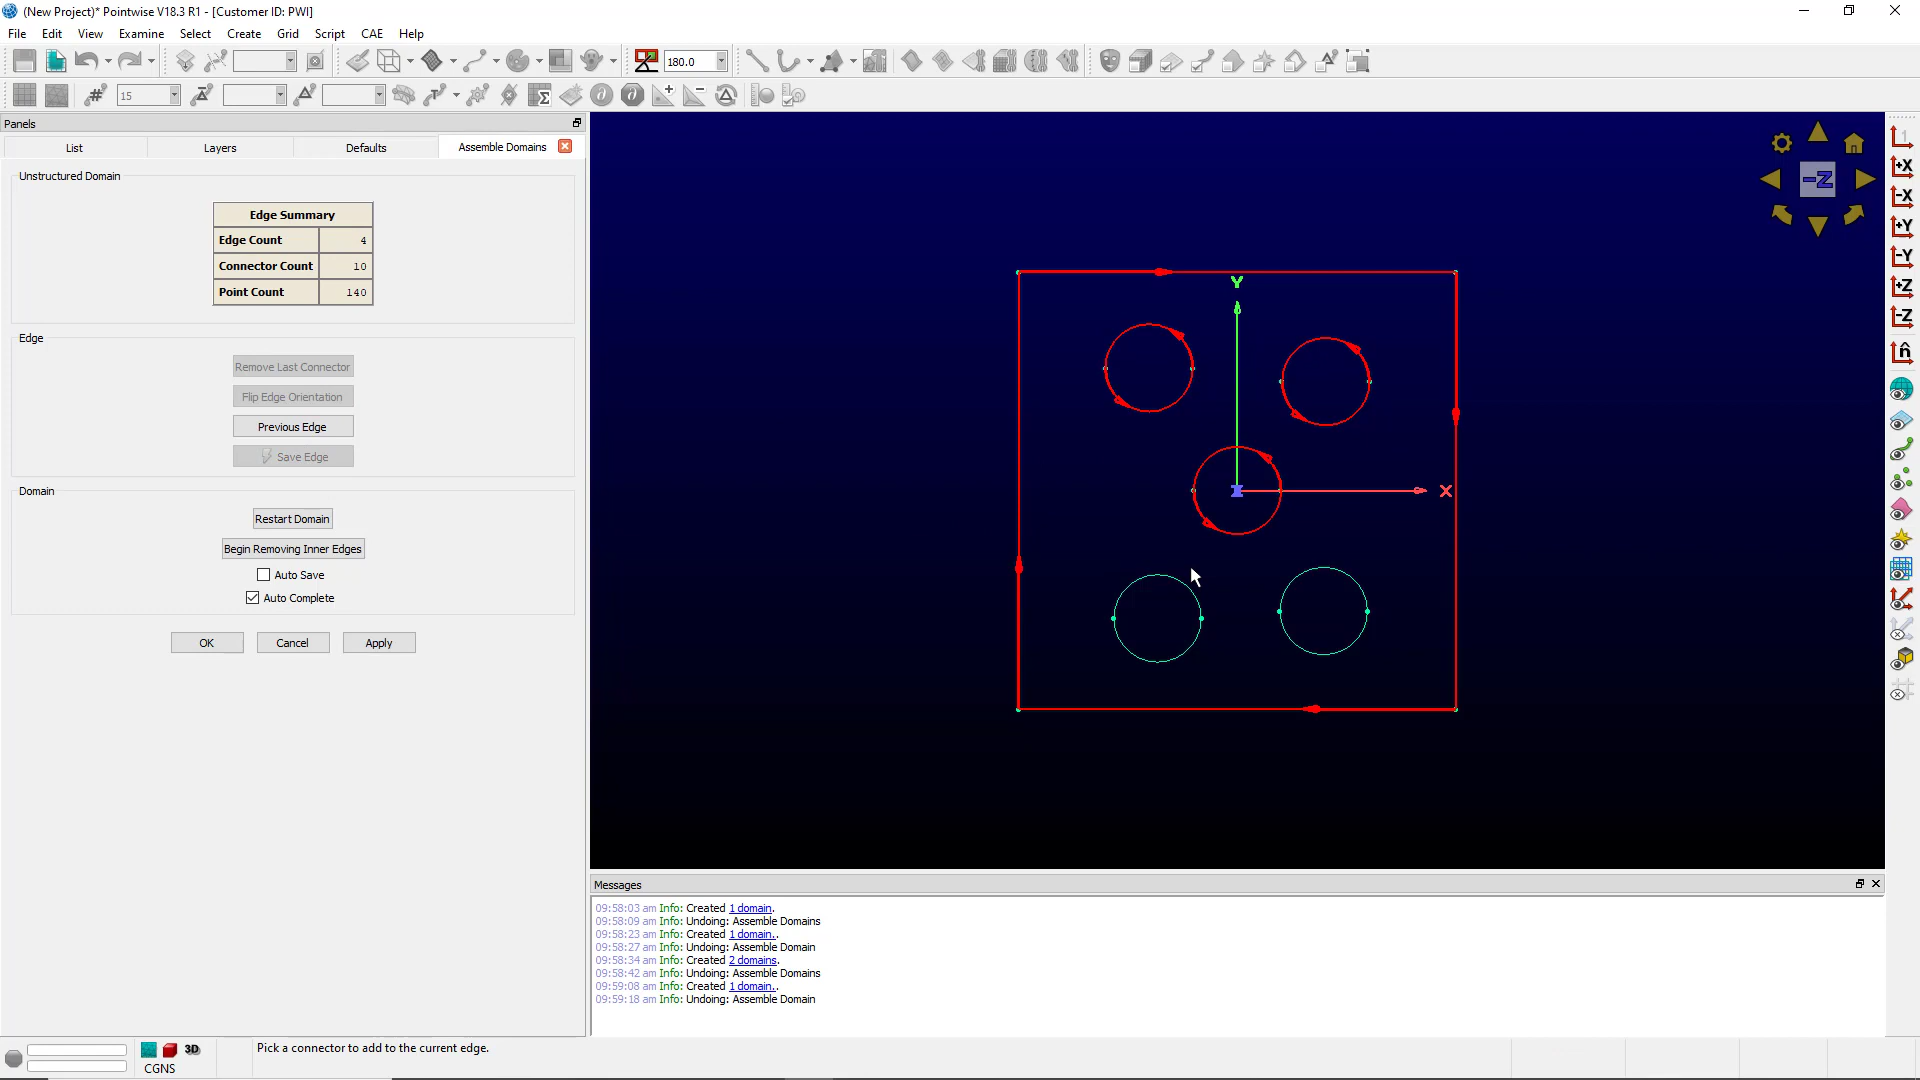 (New Project)* Pointwise V18.3 R1 - [Customer ID: PWI]
File Edit View Examine Select Create Grid Script CAE Help
180.0
15
Panels
List Layers Defaults Assemble Domains
Unstructured Domain
Edge Summary
Edge Count 4
Connector Count 10
Point Count 140
Edge
Remove Last Connector
Flip Edge Orientation
Previous Edge
Save Edge
Domain
Restart Domain
Begin Removing Inner Edges
Auto Save
Auto Complete
OK Cancel Apply
-Z
Y
Z
X
1
+X
-X
+Y
-Y
+Z
-Z
n̂
Messages
09:58:03 am Info: Created 1 domain.
09:58:09 am Info: Undoing: Assemble Domains
09:58:23 am Info: Created 1 domain..
09:58:27 am Info: Undoing: Assemble Domain
09:58:34 am Info: Created 2 domains.
09:58:42 am Info: Undoing: Assemble Domains
09:59:08 am Info: Created 1 domain..
09:59:18 am Info: Undoing: Assemble Domain
3D
CGNS
Pick a connector to add to the current edge.